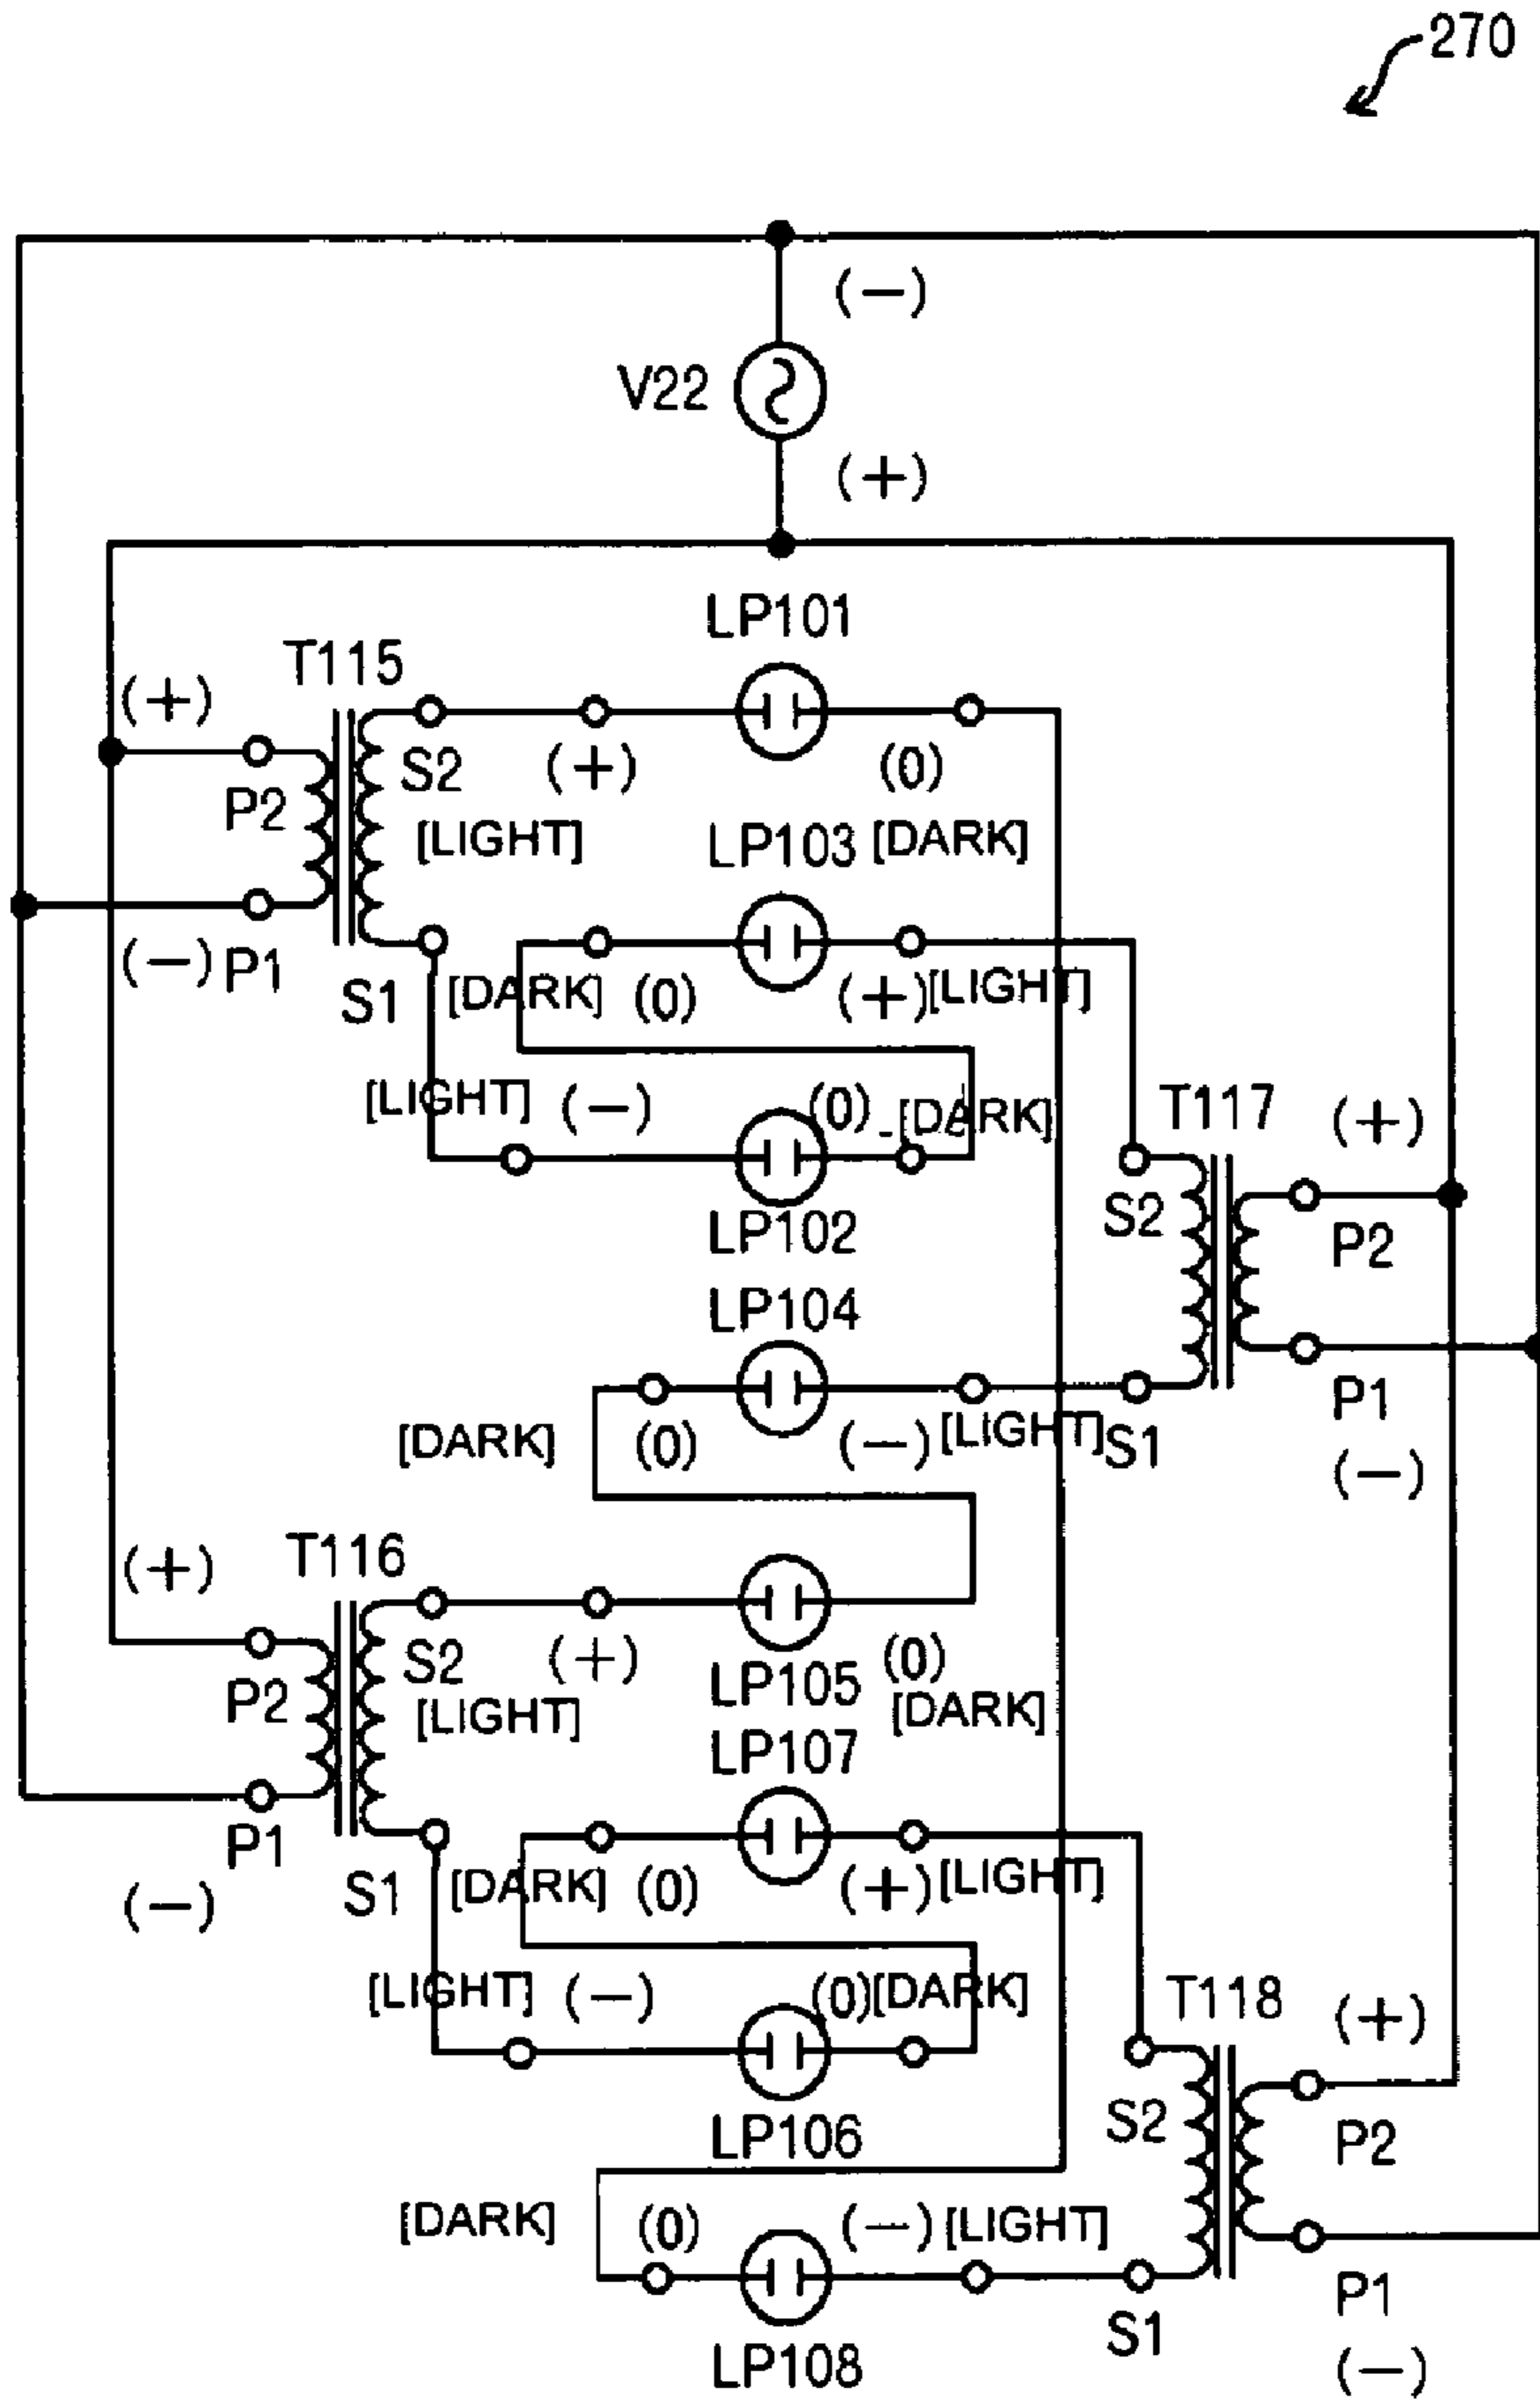 270
(−)
V22
(+)
LP101
T115
(+)
S2 (+) (0)
P2
[LIGHT] LP103 [DARK]
(−) P1
S1 [DARK] (0) (+) [LIGHT]
[LIGHT] (−) (0) [DARK] T117 (+)
S2
LP102
P2
LP104
P1
[DARK] (0) (−) [LIGHT] S1
(−)
(+) T116
S2 (+) (0)
P2 LP105
[LIGHT] [DARK]
LP107
P1
S1 [DARK] (0) (+) [LIGHT]
(−)
[LIGHT] (−) (0) [DARK] T118 (+)
S2
LP106 P2
[DARK] (0) (−) [LIGHT]
P1
S1
LP108 (−)